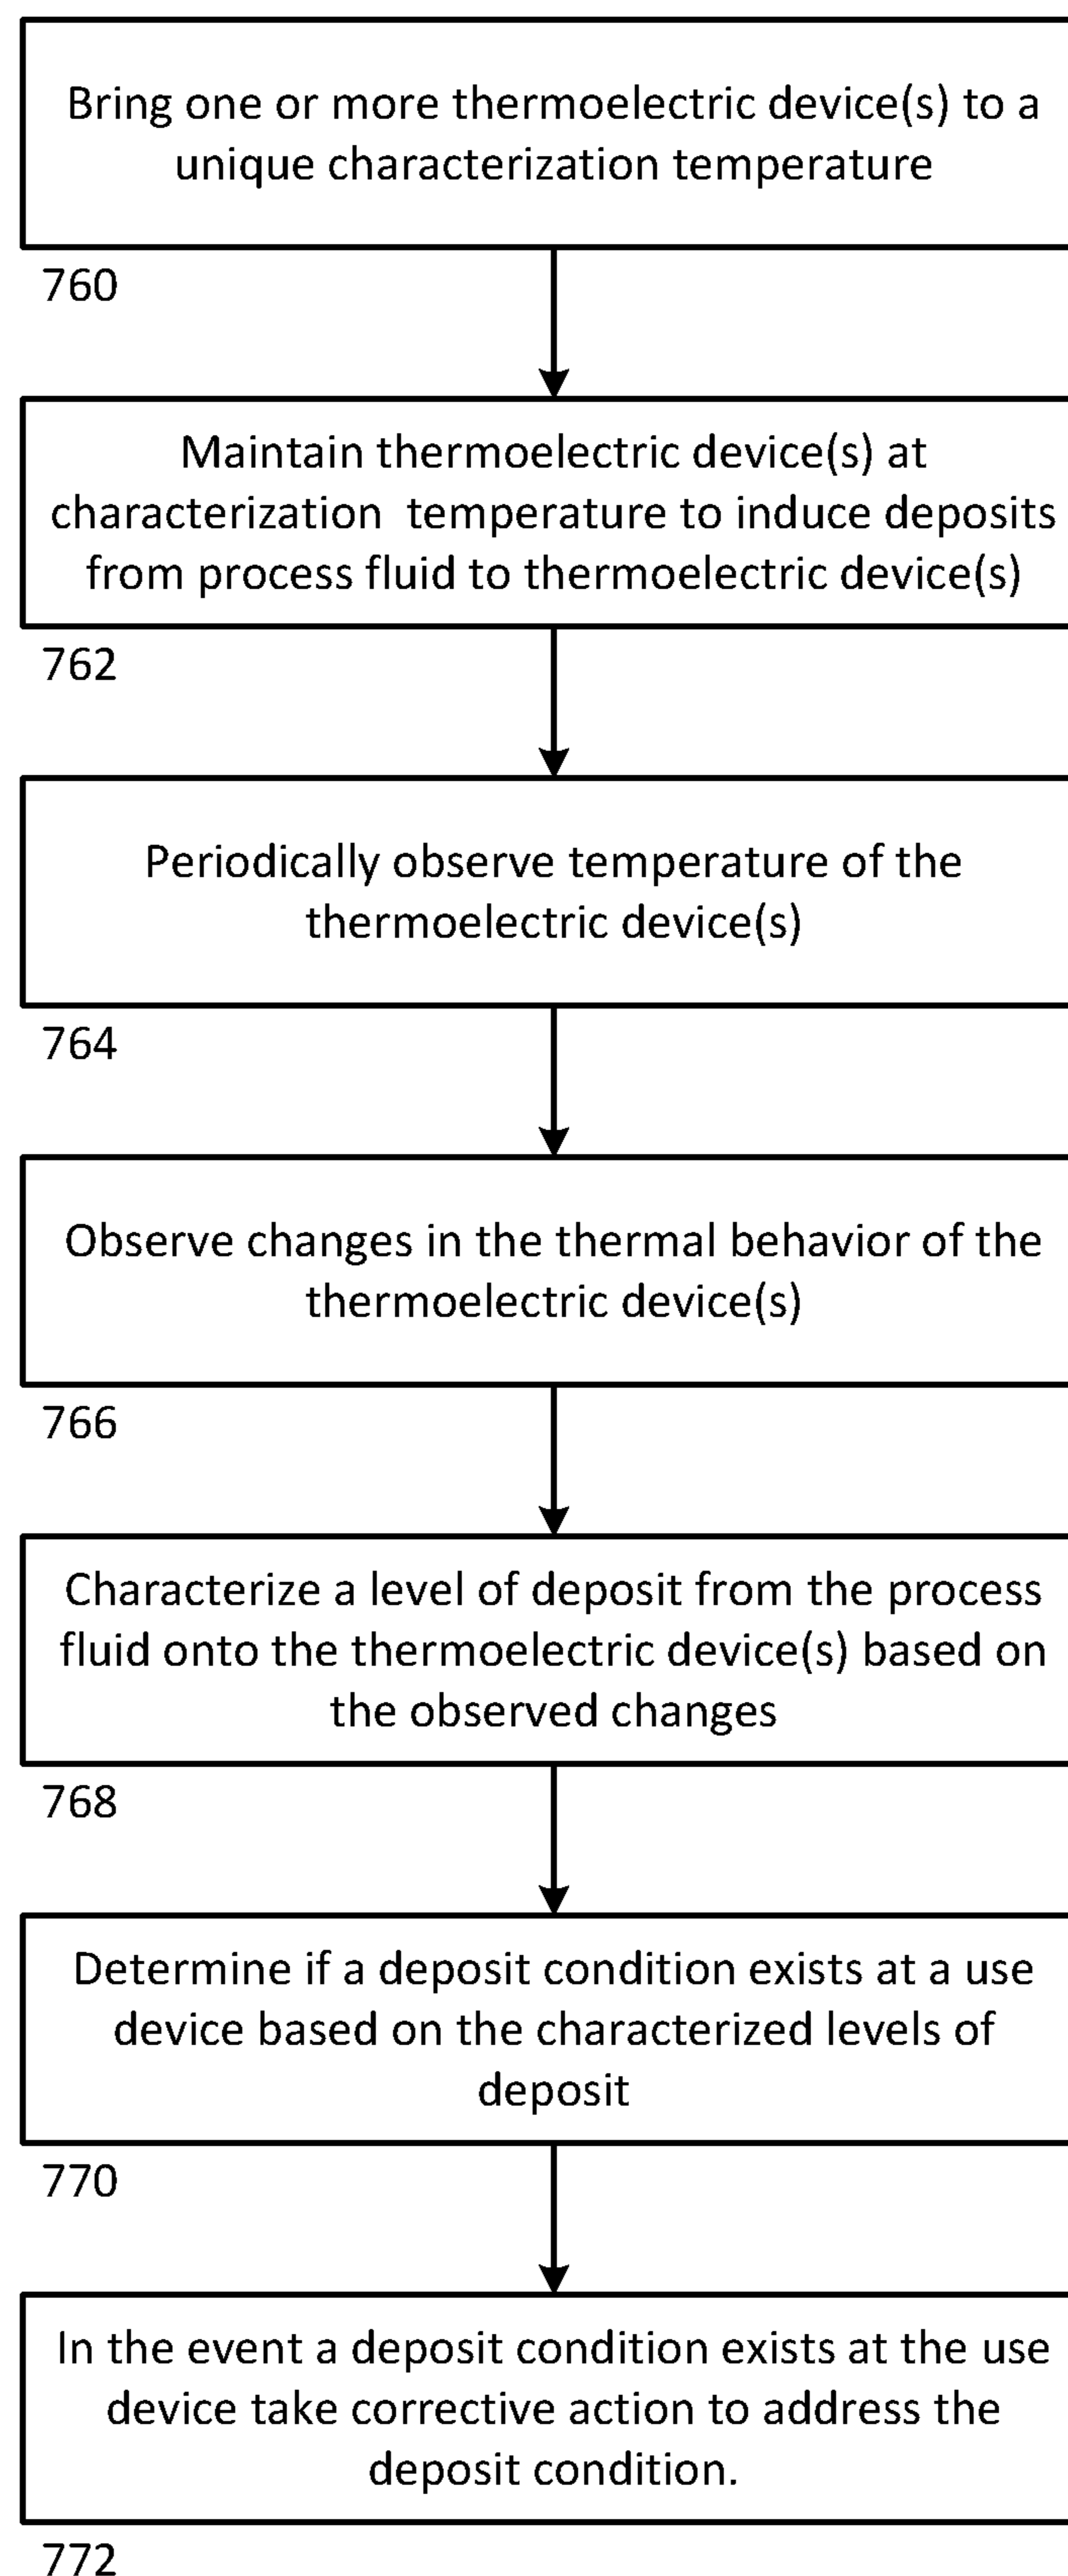 Bring one or more thermoelectric device(s) to a
unique characterization temperature
760
Maintain thermoelectric device(s) at
characterization  temperature to induce deposits
from process fluid to thermoelectric device(s)
762
Periodically observe temperature of the
thermoelectric device(s)
764
Observe changes in the thermal behavior of the
thermoelectric device(s)
766
Characterize a level of deposit from the process
fluid onto the thermoelectric device(s) based on
the observed changes
768
Determine if a deposit condition exists at a use
device based on the characterized levels of
deposit
770
In the event a deposit condition exists at the use
device take corrective action to address the
deposit condition.
772